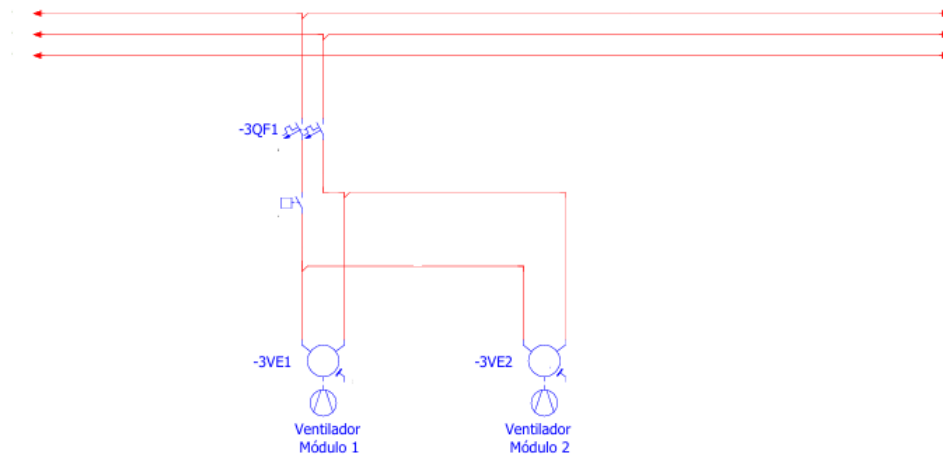 -3QF1
-3VE1
-3VE2
Ventilador
Módulo 1
Ventilador
Módulo 2